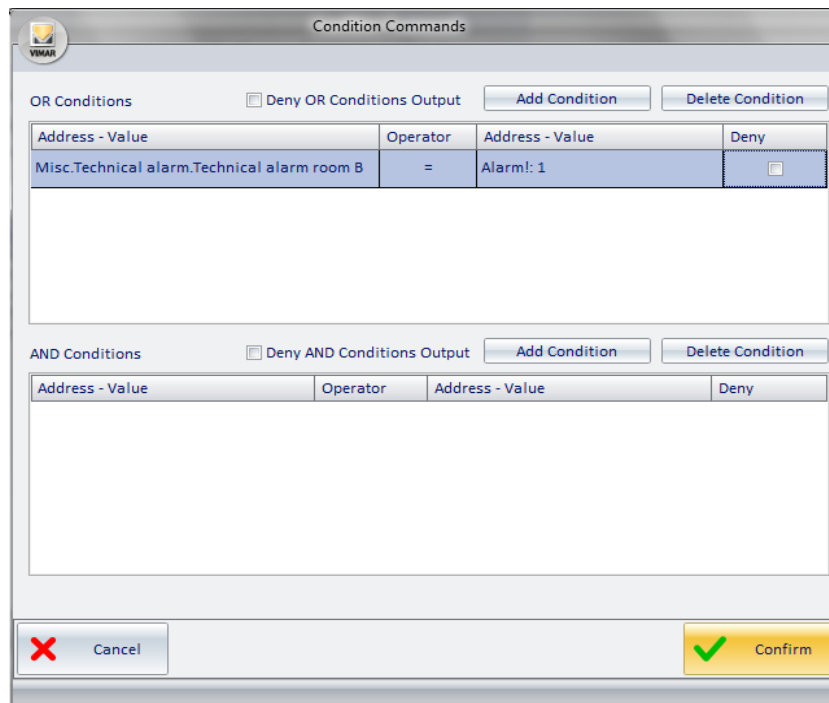 Condition Commands
VIMAR
OR Conditions Deny OR Conditions Output Add Condition Delete Condition
Address - Value Operator Address - Value Deny
Misc.Technical alarm.Technical alarm room B = Alarm!: 1
AND Conditions Deny AND Conditions Output Add Condition Delete Condition
Address - Value Operator Address - Value Deny
Cancel Confirm